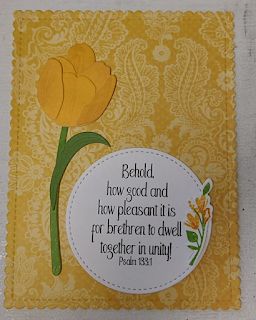 Behold,
how good and
how pleasant it is
for brethren to dwell
together in unity!
Psalm 133:1